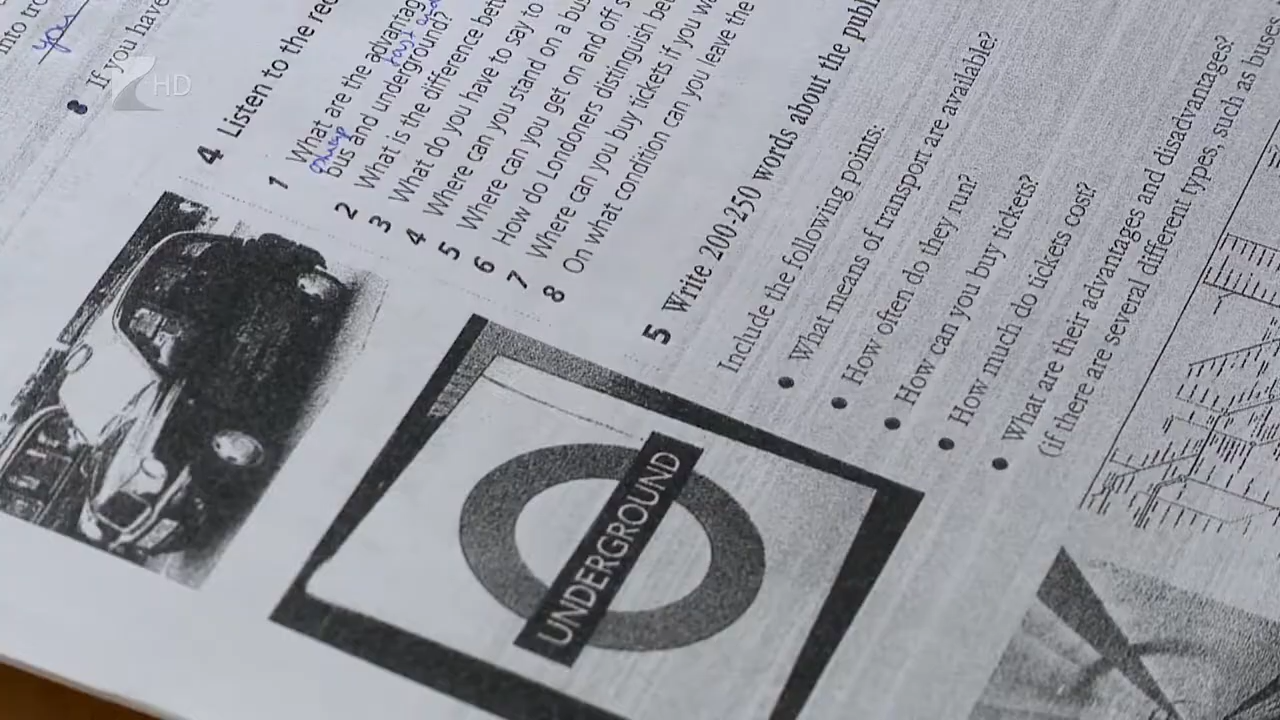 into tro
you
8 If you have
HD
4 Listen to the rec
1 What are the advantag
bus and underground?
2 What is the difference betw
3 What do you have to say to
4 Where can you stand on a bus
5 Where can you get on and off s
6 How do Londoners distinguish be
7 Where can you buy tickets if you wa
8 On what condition can you leave the
5 Write 200-250 words about the publ
Include the following points:
• What means of transport are available?
• How often do they run?
• How can you buy tickets?
• How much do tickets cost?
• What are their advantages and disadvantages?
(if there are several different types, such as buses
UNDERGROUND